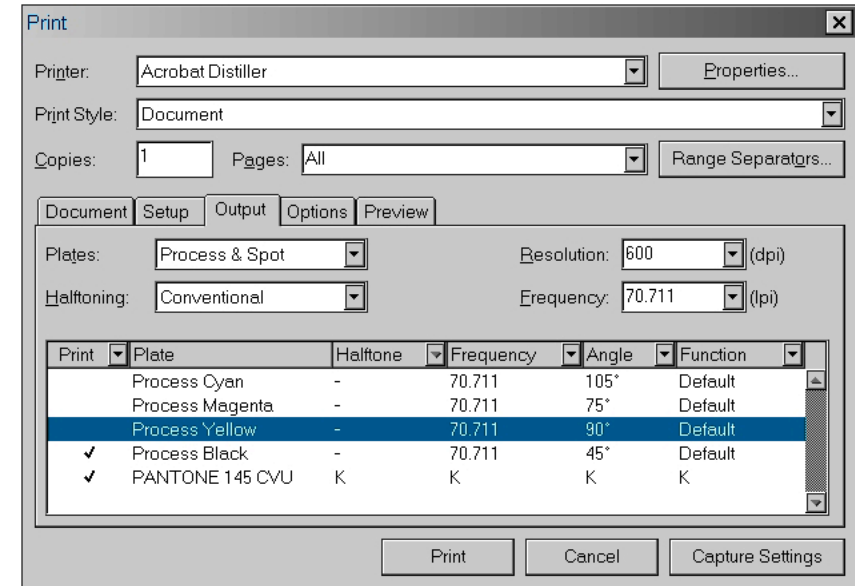 Print
Printer: Acrobat Distiller Properties...
Print Style: Document
Copies: 1 Pages: All Range Separators...
Document Setup Output Options Preview
Plates: Process & Spot Resolution: 600 (dpi)
Halftoning: Conventional Frequency: 70.711 (lpi)
Print Plate Halftone Frequency Angle Function
Process Cyan - 70.711 105° Default
Process Magenta - 70.711 75° Default
Process Yellow - 70.711 90° Default
✓ Process Black - 70.711 45° Default
✓ PANTONE 145 CVU K K K K
Print Cancel Capture Settings